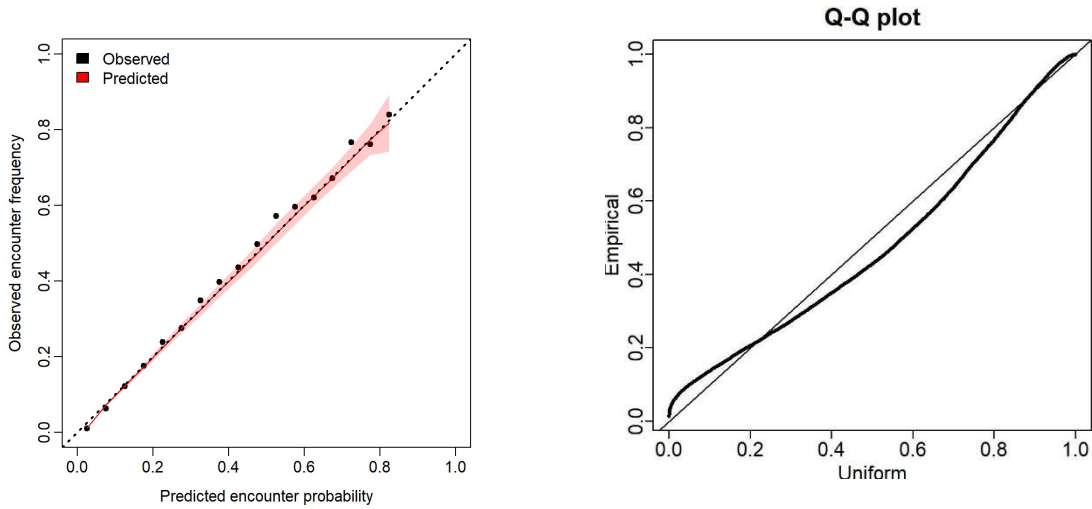 Observed
Predicted
Observed encounter frequency
0.0 0.2 0.4 0.6 0.8 1.0
0.0 0.2 0.4 0.6 0.8 1.0
Predicted encounter probability
Q-Q plot
Empirical
0.0 0.2 0.4 0.6 0.8 1.0
0.0 0.2 0.4 0.6 0.8 1.0
Uniform